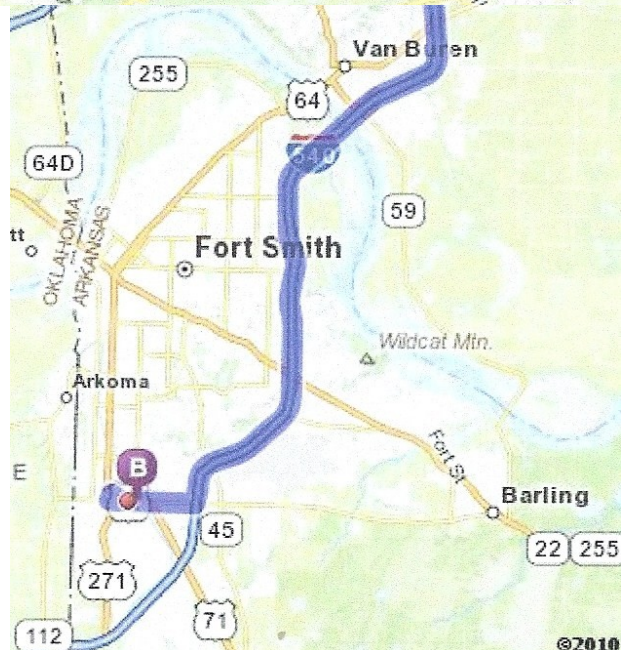 Van Buren
255
64
540
64D
59
tt
OKLAHOMA
ARKANSAS
Fort Smith
Wildcat Mtn.
Arkoma
Fort St
B
E
Barling
45
22
255
271
71
112
©2010